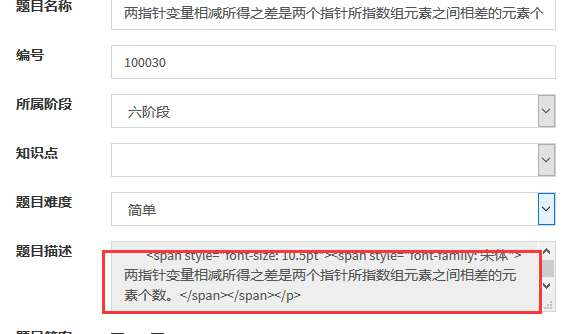 题目名称
两指针变量相减所得之差是两个指针所指数组元素之间相差的元素个
编号
100030
所属阶段
六阶段
知识点
题目难度
简单
题目描述
<span style="font-size: 10.5pt"><span style="font-family: 宋体">
两指针变量相减所得之差是两个指针所指数组元素之间相差的元
素个数。</span></span></p>